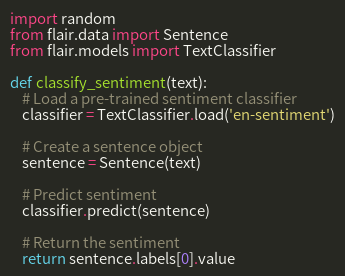 import random
from flair.data import Sentence
from flair.models import TextClassifier

def classify_sentiment(text):
    # Load a pre-trained sentiment classifier
    classifier = TextClassifier.load('en-sentiment')

    # Create a sentence object
    sentence = Sentence(text)

    # Predict sentiment
    classifier.predict(sentence)

    # Return the sentiment
    return sentence.labels[0].value